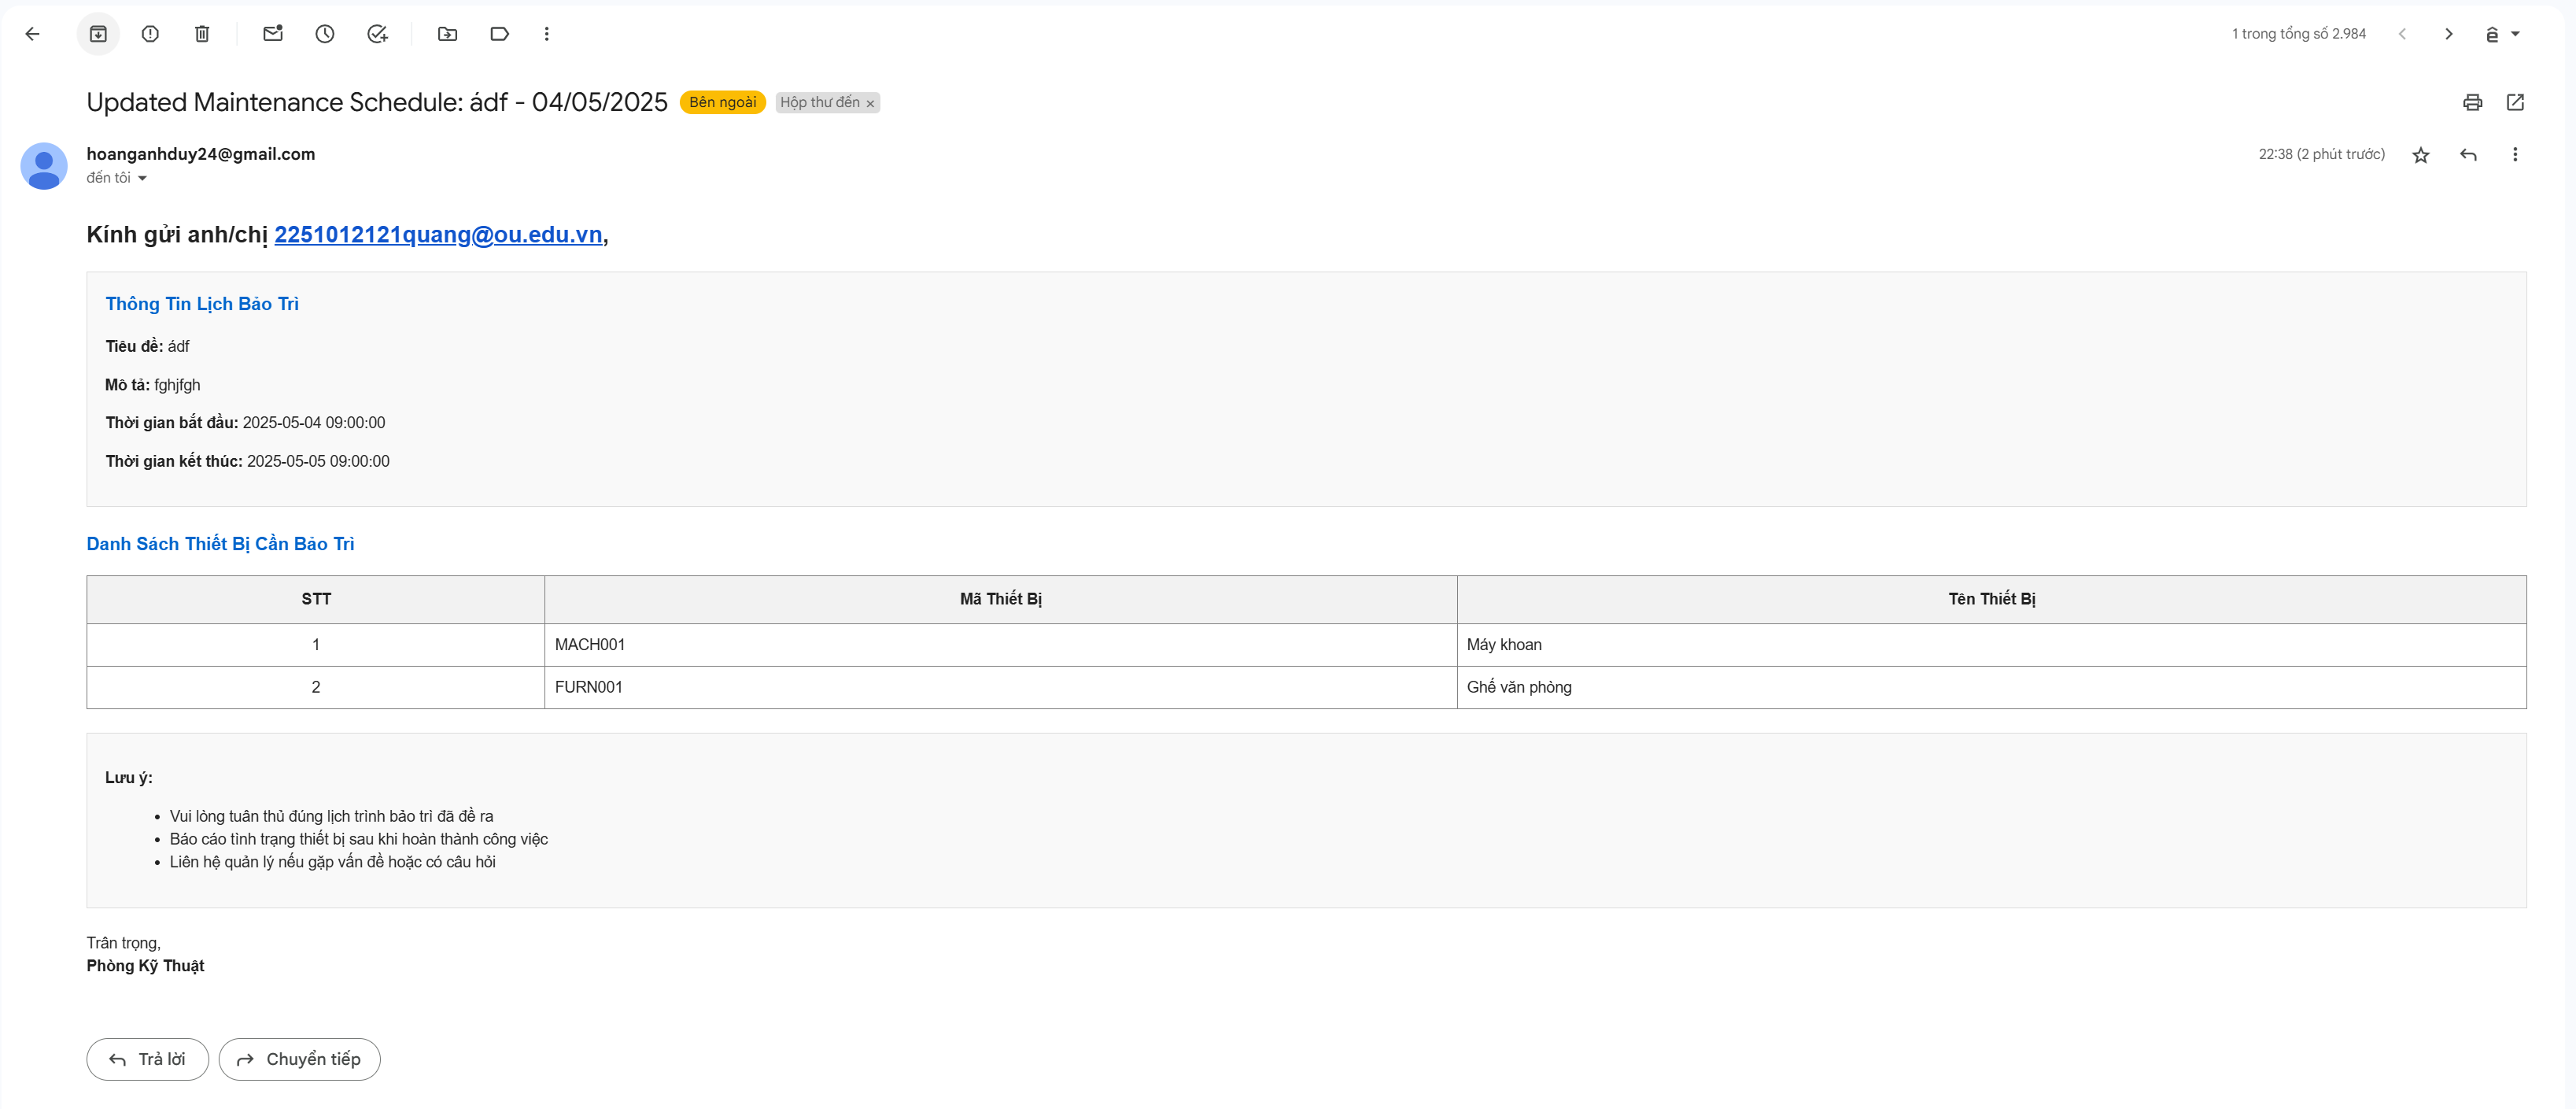 1 trong tổng số 2.984
ê
Updated Maintenance Schedule: ádf - 04/05/2025 Bên ngoài Hộp thư đến ×
hoanganhduy24@gmail.com
22:38 (2 phút trước)
đến tôi
Kính gửi anh/chị 2251012121quang@ou.edu.vn,
Thông Tin Lịch Bảo Trì
Tiêu đề: ádf
Mô tả: fghjfgh
Thời gian bắt đầu: 2025-05-04 09:00:00
Thời gian kết thúc: 2025-05-05 09:00:00
Danh Sách Thiết Bị Cần Bảo Trì
STT Mã Thiết Bị Tên Thiết Bị
1 MACH001 Máy khoan
2 FURN001 Ghế văn phòng
Lưu ý:
• Vui lòng tuân thủ đúng lịch trình bảo trì đã đề ra
• Báo cáo tình trạng thiết bị sau khi hoàn thành công việc
• Liên hệ quản lý nếu gặp vấn đề hoặc có câu hỏi
Trân trọng,
Phòng Kỹ Thuật
Trả lời Chuyển tiếp